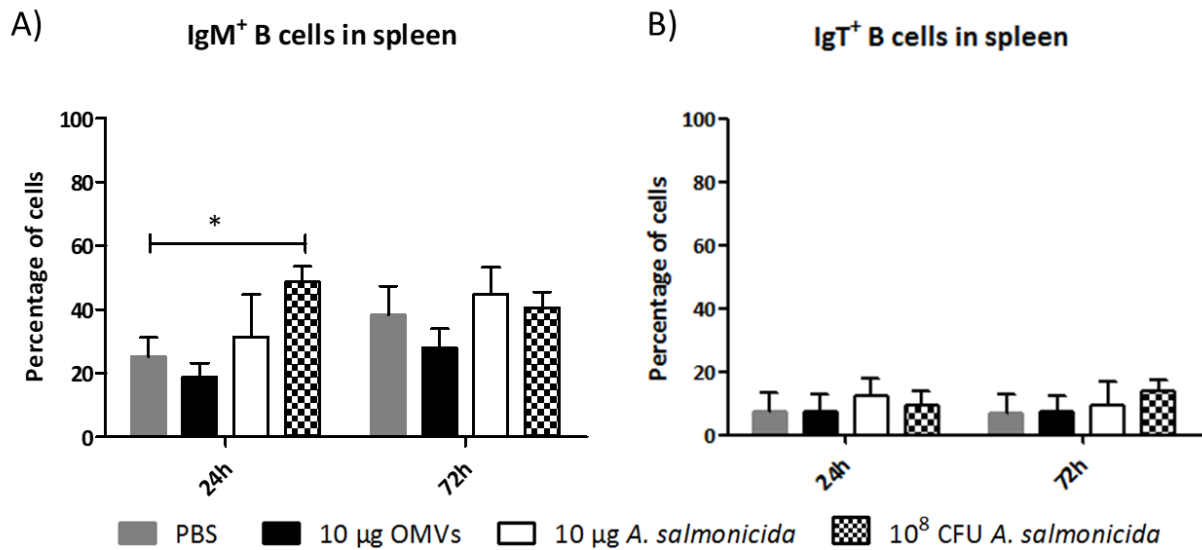 A)
IgM⁺ B cells in spleen
Percentage of cells
100
80
60
40
20
0
*
24h
72h
B)
IgT⁺ B cells in spleen
Percentage of cells
100
80
60
40
20
0
24h
72h
PBS 10 µg OMVs 10 µg A. salmonicida 10⁸ CFU A. salmonicida